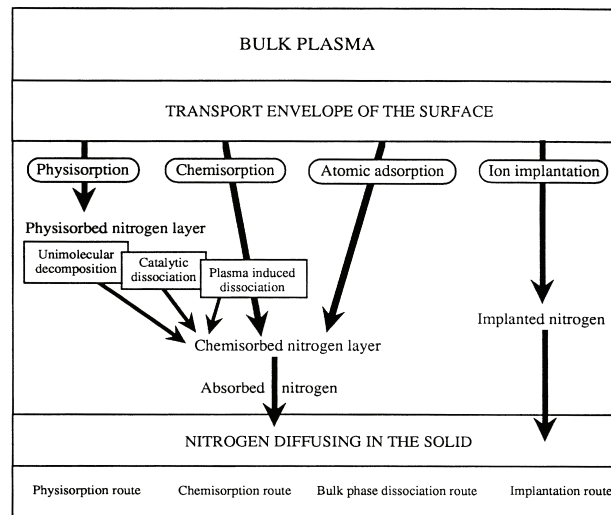 BULK PLASMA
TRANSPORT ENVELOPE OF THE SURFACE
Physisorption
Chemisorption
Atomic adsorption
Ion implantation
Physisorbed nitrogen layer
Unimolecular
decomposition
Catalytic
dissociation
Plasma induced
dissociation
Implanted nitrogen
Chemisorbed nitrogen layer
Absorbed nitrogen
NITROGEN DIFFUSING IN THE SOLID
Physisorption route
Chemisorption route
Bulk phase dissociation route
Implantation route